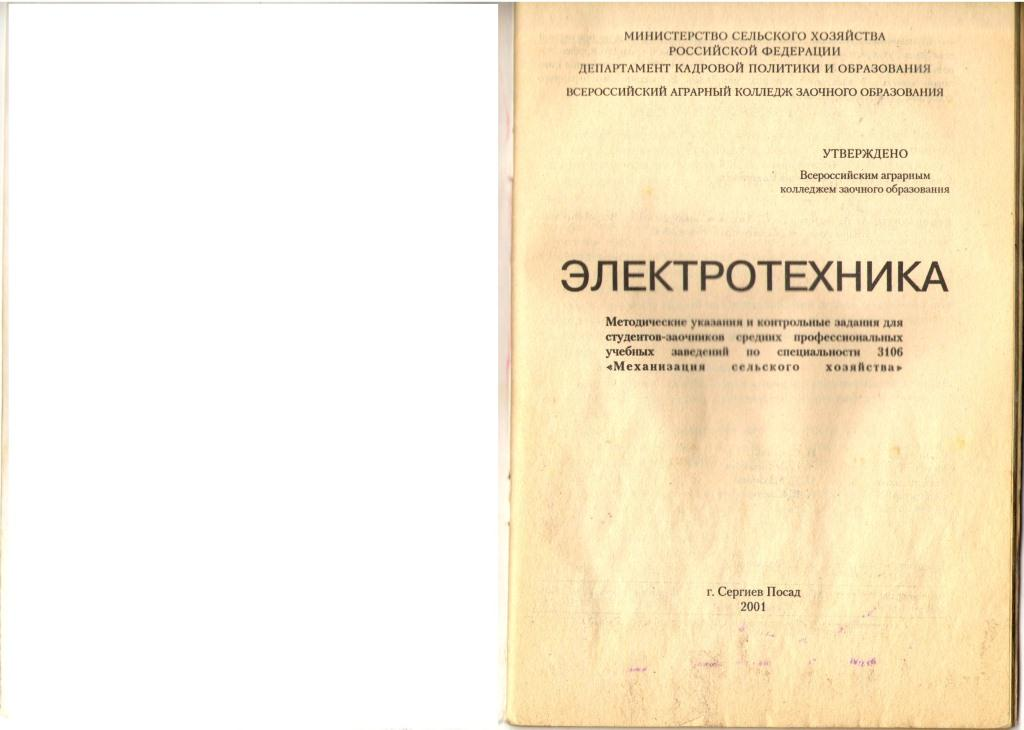 МИНИСТЕРСТВО СЕЛЬСКОГО ХОЗЯЙСТВА
РОССИЙСКОЙ ФЕДЕРАЦИИ
ДЕПАРТАМЕНТ КАДРОВОЙ ПОЛИТИКИ И ОБРАЗОВАНИЯ
ВСЕРОССИЙСКИЙ АГРАРНЫЙ КОЛЛЕДЖ ЗАОЧНОГО ОБРАЗОВАНИЯ
УТВЕРЖДЕНО
Всероссийским аграрным
колледжем заочного образования
ЭЛЕКТРОТЕХНИКА
Методические указания и контрольные задания для
студентов-заочников средних профессиональных
учебных заведений по специальности 3106
«Механизация сельского хозяйства»
г. Сергиев Посад
2001